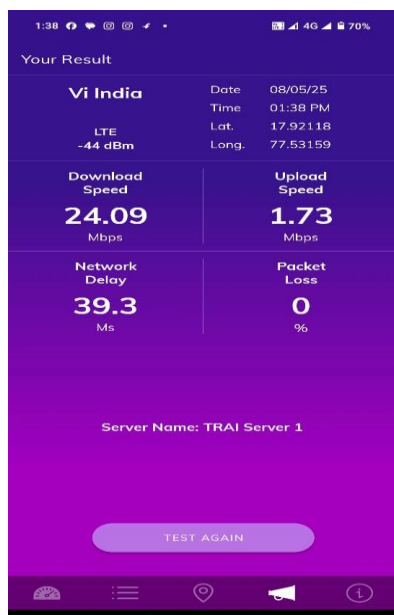 1:38 4G 70%
Your Result
Vi India
Date 08/05/25
Time 01:38 PM
LTE
Lat. 17.92118
-44 dBm
Long. 77.53159
Download Speed
24.09
Mbps
Upload Speed
1.73
Mbps
Network Delay
39.3
Ms
Packet Loss
0
%
Server Name: TRAI Server 1
TEST AGAIN